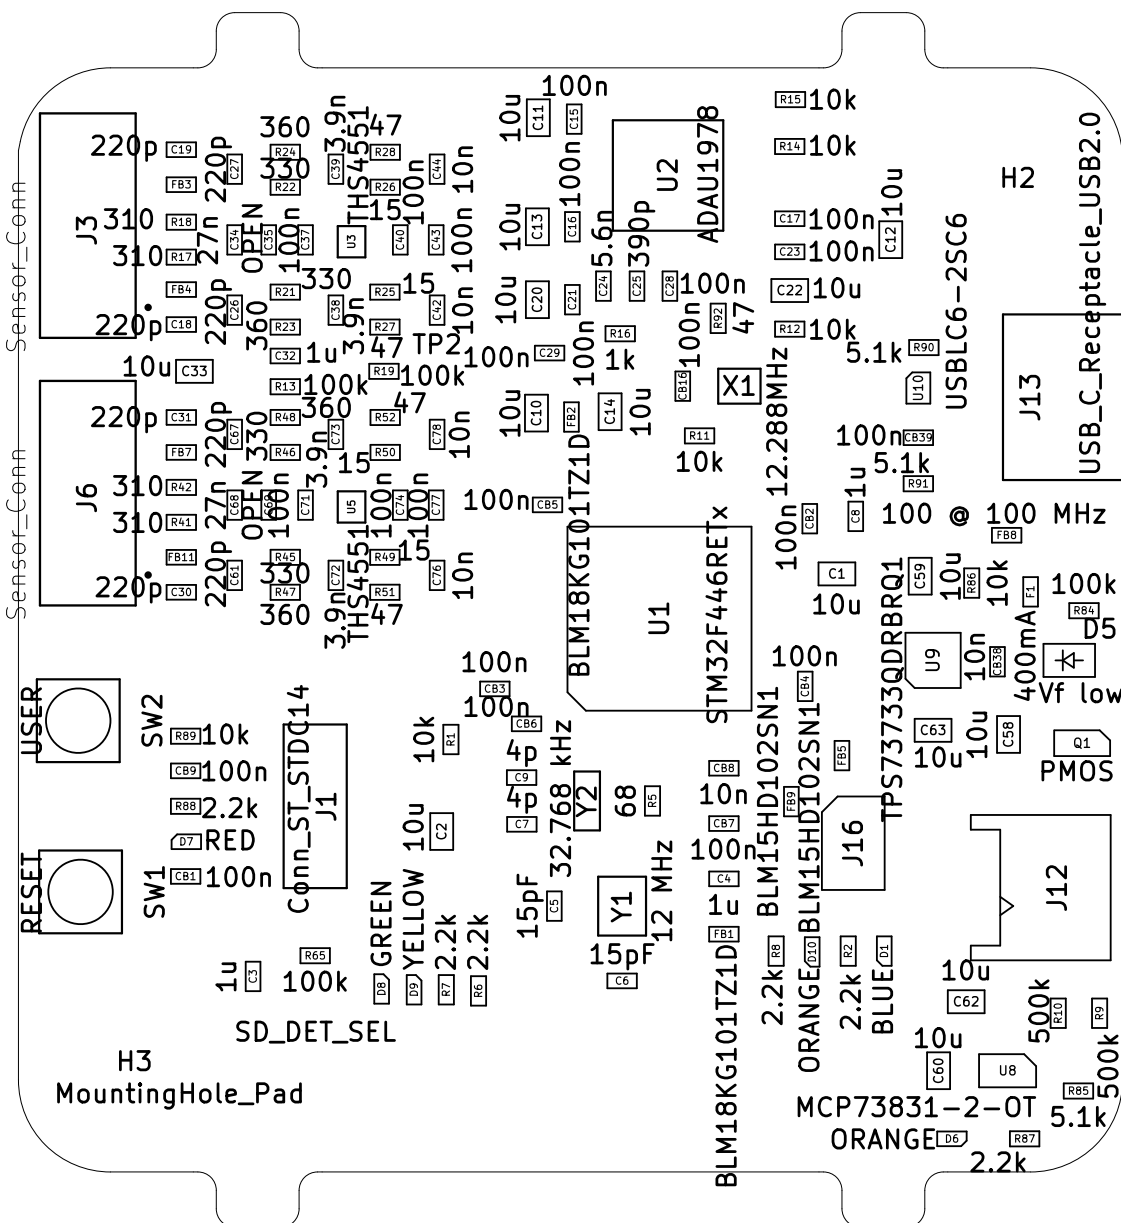 100n
C15
10u
C11
R15
10k
ADAU1978
U2
R14
10k
H2
USB_C_Receptacle_USB2.0
360
3.9n
47
220p
C19
R24
THS4551
R28
330
C27
C39
C44
10n
FB3
220p
R22
R26
100n
100n
15
10u
Sensor_Conn
J3
310
R18
27n
OPEN
100n
C34
C35
C37
U3
C40
C43
100n
10u
C13
C16
5.6n
390p
C17
100n
C12
USBLC6-2SC6
310
R17
C23
100n
330
15
FB4
220p
C26
R21
R25
C42
10n
10u
C20
C21
C24
C25
C28
100n
C22
10u
220p
C18
360
R23
C38
3.9n
R27
R92
47
R12
10k
47
TP2
R16
1k
100n
C32
1u
100n
C29
100n
5.1k
R90
10u
C33
R19
100k
R13
100k
CB16
X1
U10
J13
360
47
220p
C31
R48
R52
10u
C10
FB2
C14
10u
12.288MHz
220p
C67
330
C73
C78
10n
R11
10k
100n
CB39
FB7
R46
3.9n
15
R50
5.1k
R91
Sensor_Conn
J6
310
R42
27n
OPEN
100n
C68
C69
C71
U5
100n
C74
C77
100n
100n
CB5
BLM18KG101TZ1D
100n
CB2
C8
1u
100 @ 100 MHz
310
R41
FB8
FB11
220p
C61
R45
330
C72
THS4551
15
R49
C76
10n
C1
10u
C59
10u
R86
10k
F1
100k
220p
C30
R47
360
3.9n
R51
47
U1
STM32F446RETx
R84
D5
TPS73733QDRBRQ1
U9
10n
CB38
400mA
Vf low
100n
CB3
100n
CB4
100n
CB6
USER
SW2
R89
10k
Conn_ST_STDC14
J1
10k
R1
4p
C9
32.768 kHz
Y2
68
R5
BLM15HD102SN1
BLM15HD102SN1
FB5
C63
10u
10u
C58
Q1
PMOS
CB9
100n
CB8
10n
FB9
R88
2.2k
4p
C7
CB7
100n
D7
RED
10u
C2
J16
RESET
SW1
CB1
100n
12 MHz
C4
1u
J12
GREEN
YELLOW
15pF
C5
Y1
FB1
2.2k
2.2k
R65
100k
1u
C3
D8
D9
R7
R6
15pF
C6
BLM18KG101TZ1D
R8
2.2k
D10
ORANGE
R2
2.2k
D1
BLUE
10u
C62
500k
R10
R9
500k
SD_DET_SEL
H3
MountingHole_Pad
10u
C60
U8
R85
5.1k
MCP73831-2-OT
ORANGE
D6
R87
2.2k